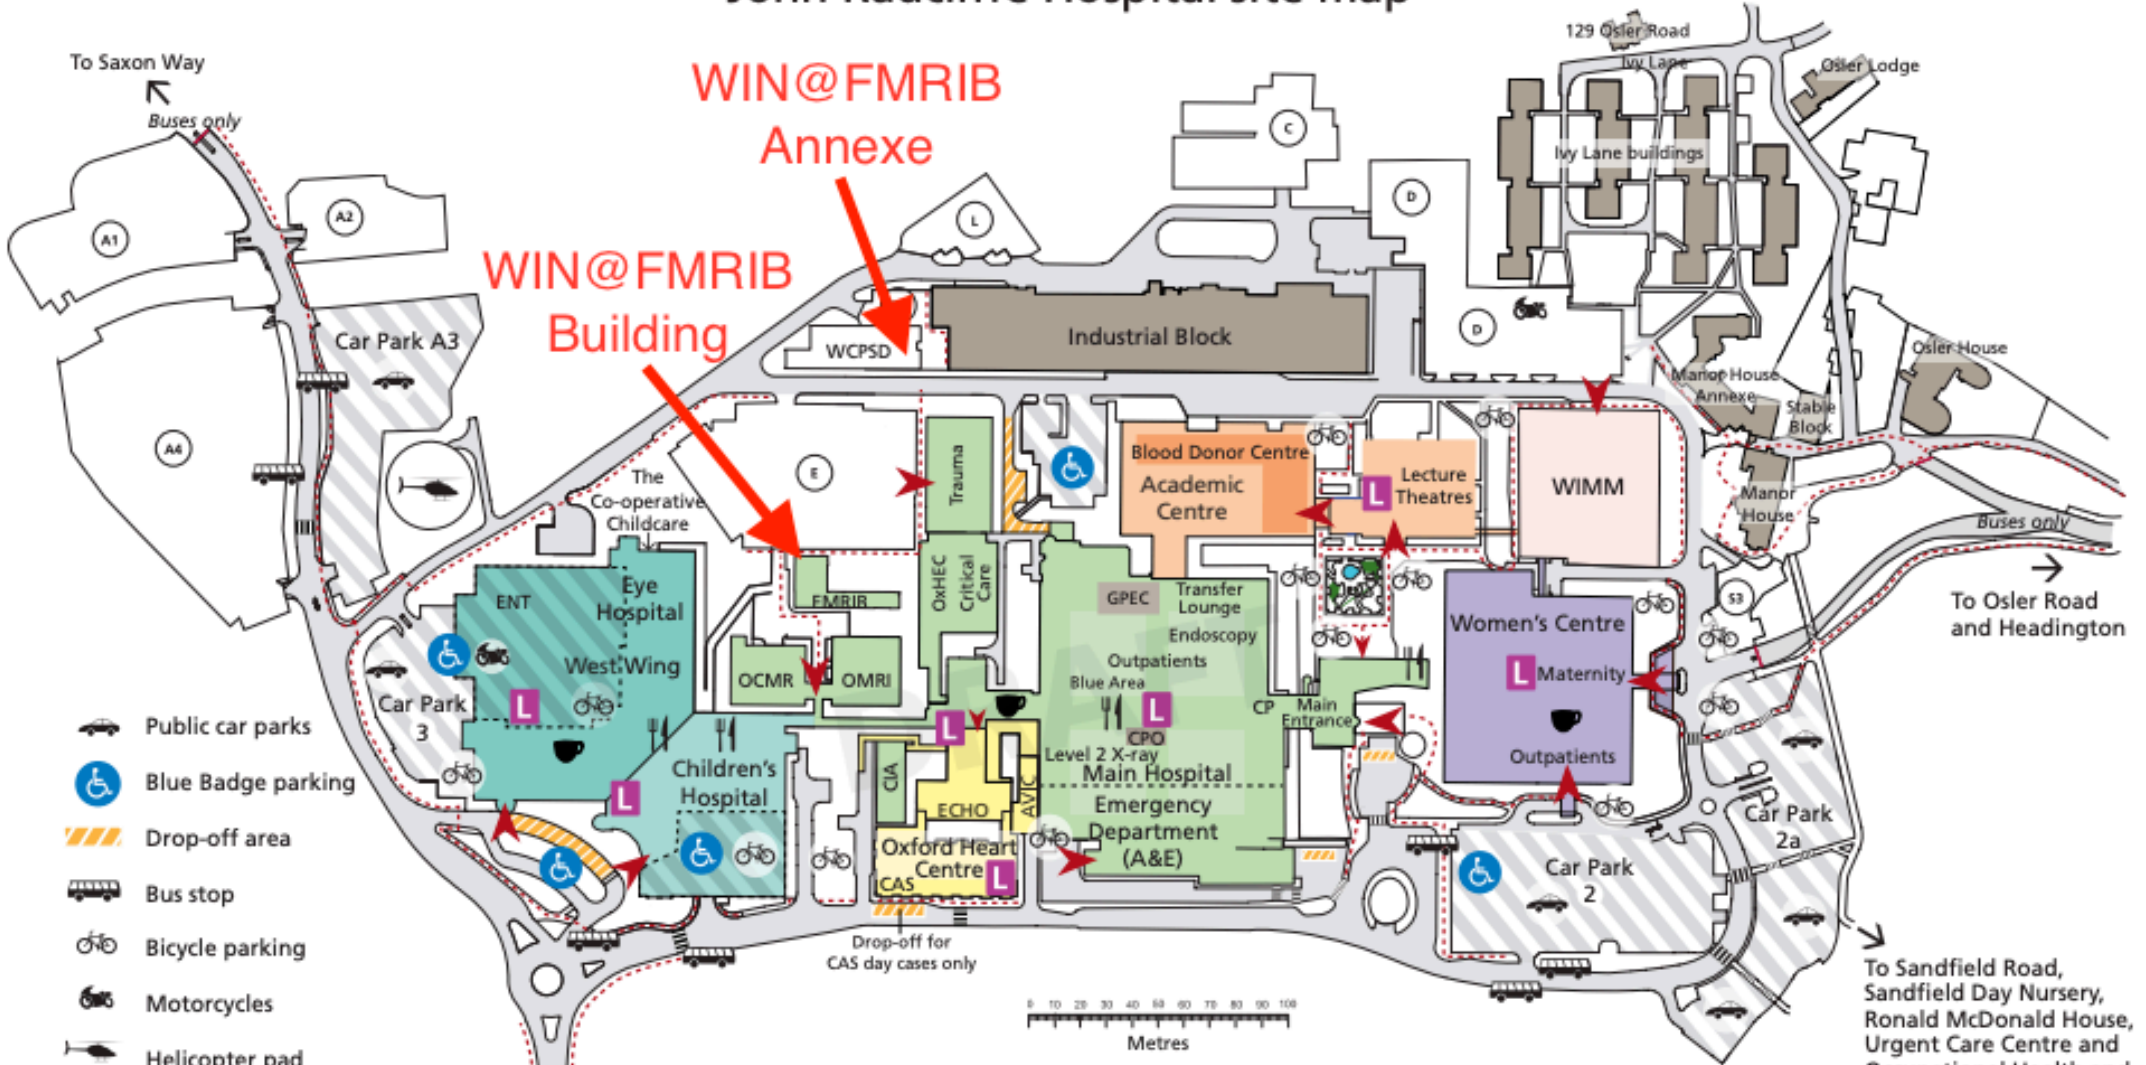 John Radcliffe Hospital site map
To Saxon Way
Buses only
A1
A2
Car Park A3
A4
WIN@FMRIB
Annexe
WIN@FMRIB
Building
L
C
D
D
129 Osler Road
Ivy Lane
Osler Lodge
Ivy Lane buildings
WCPSD
Industrial Block
Manor House
Annexe
Stable
Block
Osler House
Manor
House
Buses only
To Osler Road
and Headington
E
The
Co-operative
Childcare
Trauma
Blood Donor Centre
Academic
Centre
L
Lecture
Theatres
WIMM
ENT
Eye
Hospital
West Wing
L
FMRIB
OxHEC
Critical
Care
OCMR
OMRI
GPEC
Transfer
Lounge
Endoscopy
Outpatients
Blue Area
L
CPO
CP
Main
Entrance
Level 2 X-ray
Main Hospital
Emergency
Department
(A&E)
DRAFT
Women's Centre
L
Maternity
Outpatients
S3
Car Park
3
Children's
Hospital
L
L
CIA
ECHO
AVIC
Oxford Heart
Centre
L
CAS
Drop-off for
CAS day cases only
Car Park
2
Car Park
2a
Public car parks
Blue Badge parking
Drop-off area
Bus stop
Bicycle parking
Motorcycles
Helicopter pad
0 10 20 30 40 50 60 70 80 90 100
Metres
To Sandfield Road,
Sandfield Day Nursery,
Ronald McDonald House,
Urgent Care Centre and